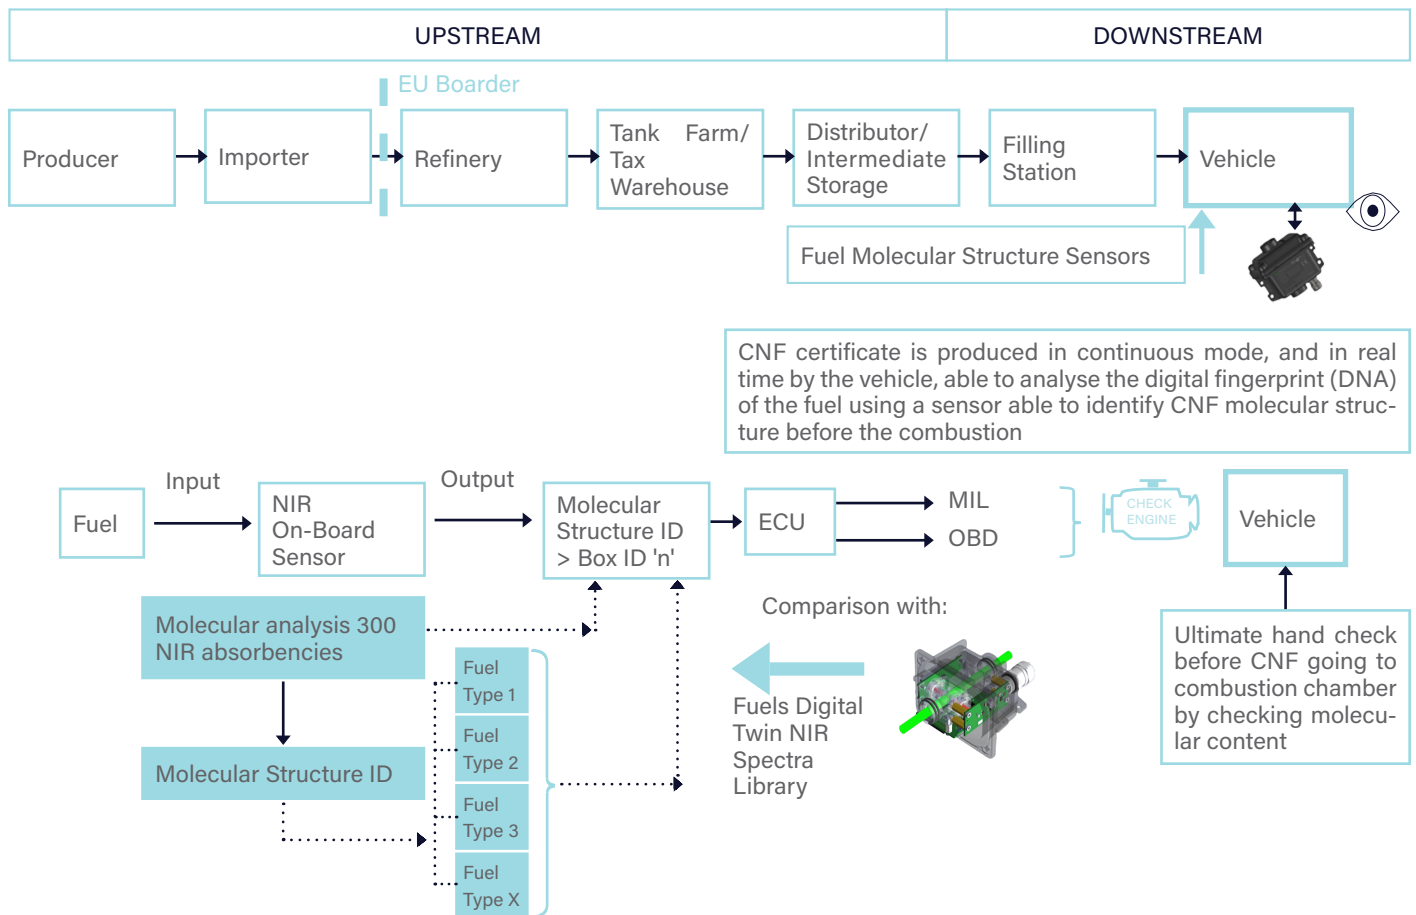 UPSTREAM
DOWNSTREAM
EU Boarder
Producer
Importer
Refinery
Tank Farm/
Tax
Warehouse
Distributor/
Intermediate
Storage
Filling
Station
Vehicle
Fuel Molecular Structure Sensors
CNF certificate is produced in continuous mode, and in real
time by the vehicle, able to analyse the digital fingerprint (DNA)
of the fuel using a sensor able to identify CNF molecular struc-
ture before the combustion
Input
Output
Fuel
NIR
On-Board
Sensor
Molecular
Structure ID
> Box ID 'n'
ECU
MIL
OBD
CHECK
ENGINE
Vehicle
Molecular analysis 300
NIR absorbencies
Molecular Structure ID
Fuel
Type 1
Fuel
Type 2
Fuel
Type 3
Fuel
Type X
Comparison with:
Fuels Digital
Twin NIR
Spectra
Library
Ultimate hand check
before CNF going to
combustion chamber
by checking molecu-
lar content